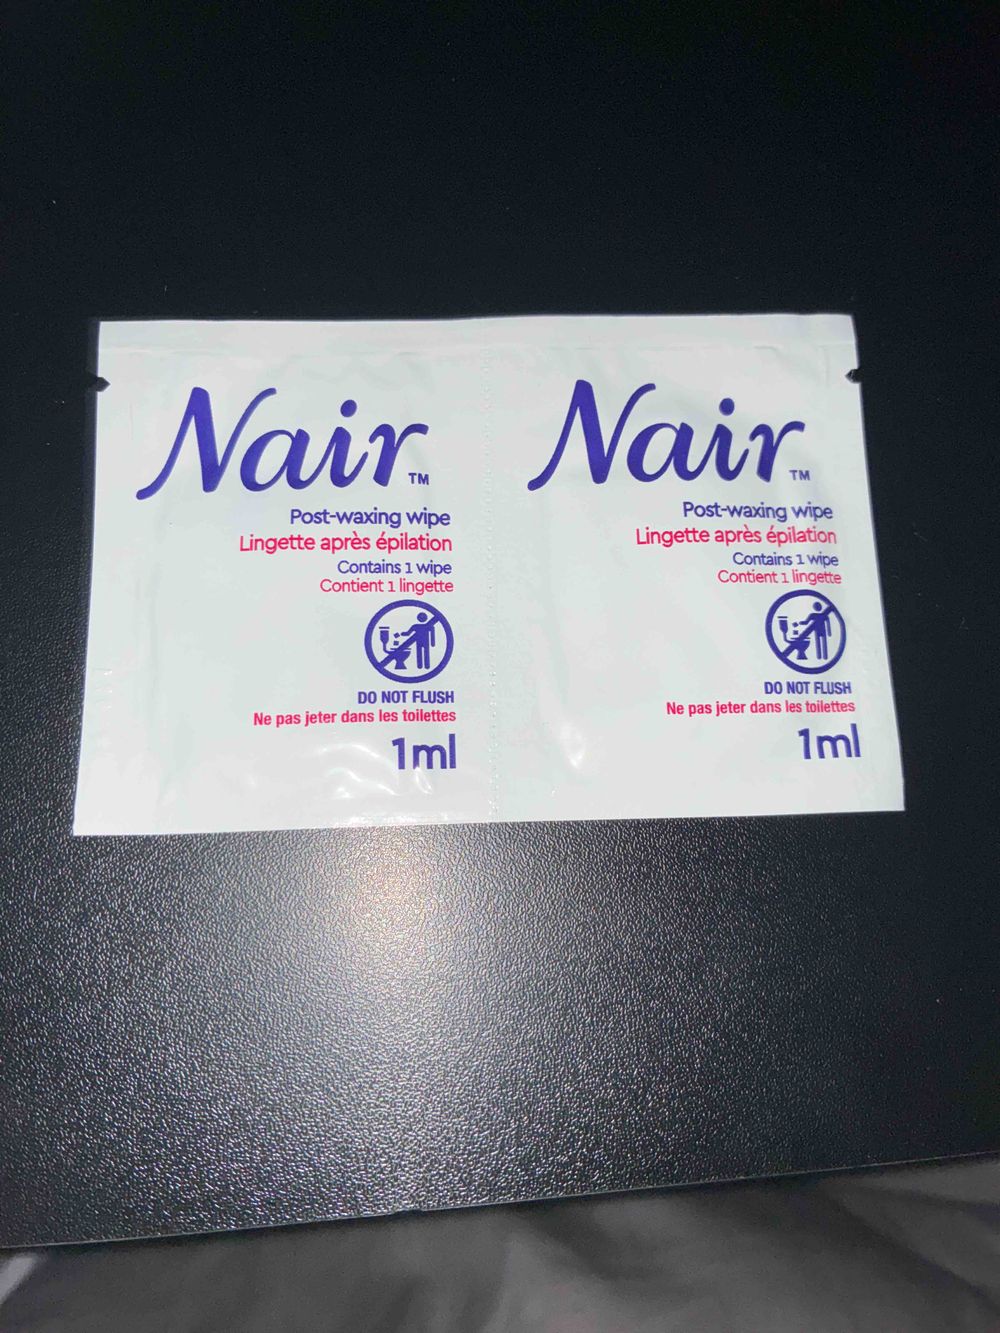 Nair™
Post-waxing wipe
Lingette après épilation
Contains 1 wipe
Contient 1 lingette
DO NOT FLUSH
Ne pas jeter dans les toilettes
1ml
Nair™
Post-waxing wipe
Lingette après épilation
Contains 1 wipe
Contient 1 lingette
DO NOT FLUSH
Ne pas jeter dans les toilettes
1ml